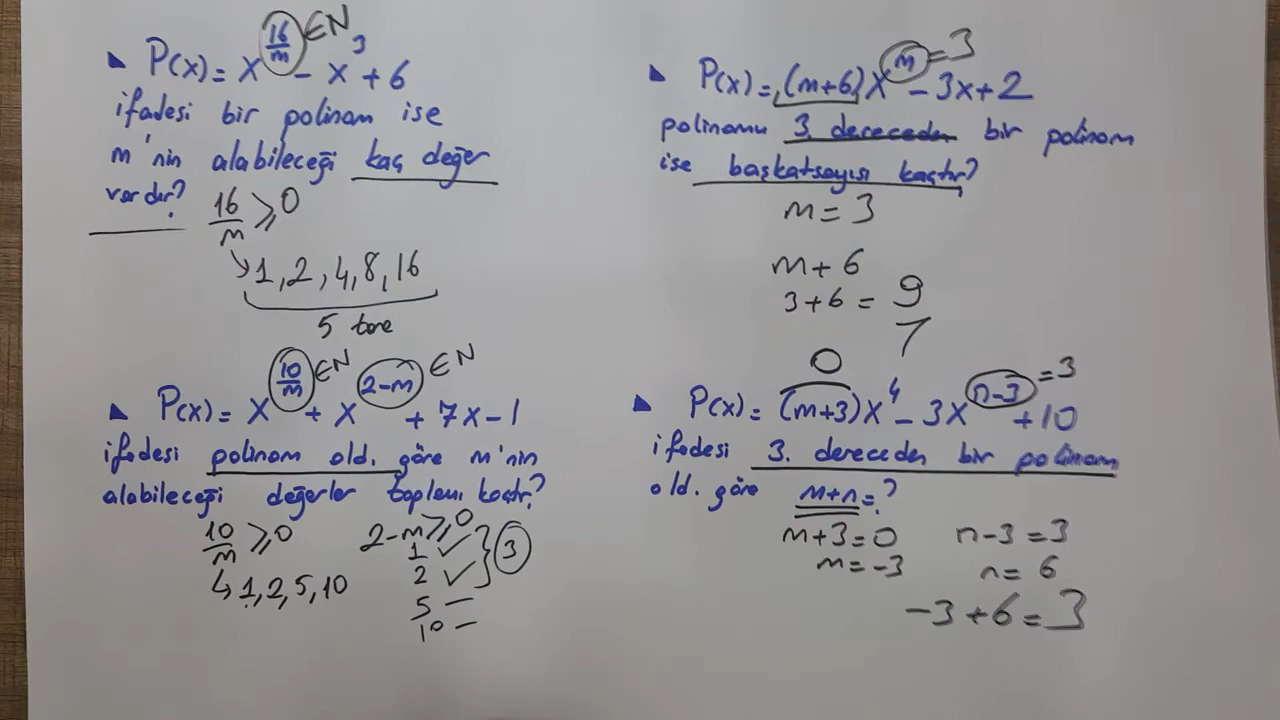 P(x) = x^(16/m) ∈ N - x^3 + 6
ifadesi bir polinom ise
m'nin alabileceği kaç değer
vardır?
16/m ≥ 0
↳ 1, 2, 4, 8, 16
5 tane
P(x) = (m+6)x^m = 3 - 3x + 2
polinomu 3. dereceden bir polinom
ise başkatsayısı kaçtır?
m = 3
m + 6
3 + 6 = 9
P(x) = x^(10/m) ∈ N + x^(2-m) ∈ N + 7x - 1
ifadesi polinom old. göre m'nin
alabileceği değerler toplamı kaçtır?
10/m ≥ 0
↳ 1, 2, 5, 10
2-m ≥ 0
1 ✓
2 ✓ } 3
5 -
10 -
0
P(x) = (m+3)x^4 - 3x^(n-3) = 3 + 10
ifadesi 3. dereceden bir polinom
old. göre m+n = ?
m+3 = 0 n-3 = 3
m = -3 n = 6
-3 + 6 = 3